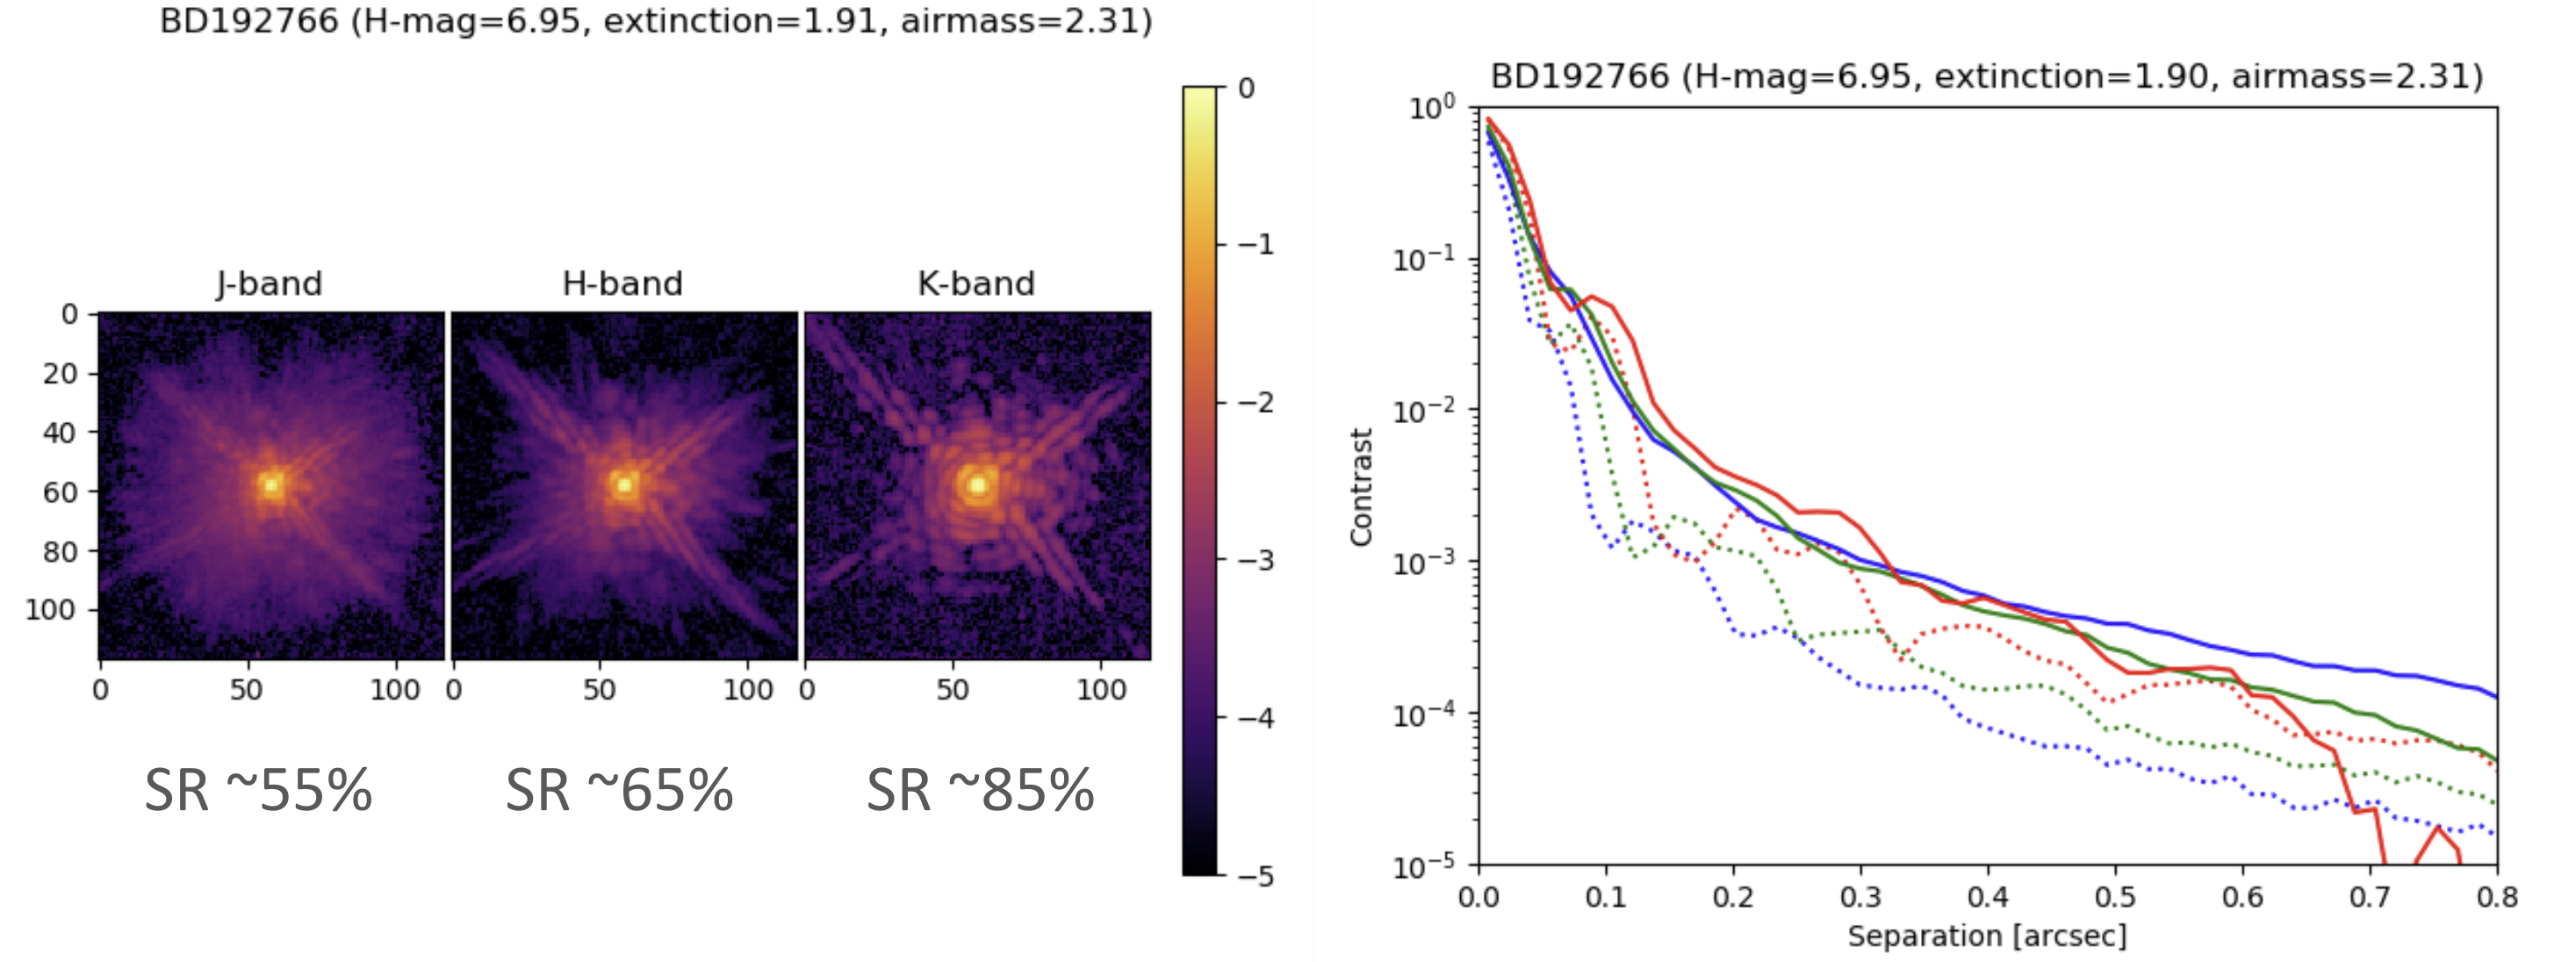 BD192766 (H-mag=6.95, extinction=1.91, airmass=2.31)
J-band H-band K-band
0
20
40
60
80
100
0 50 100 0 50 100 0 50 100
0
−1
−2
−3
−4
−5
SR ~55% SR ~65% SR ~85%
BD192766 (H-mag=6.95, extinction=1.90, airmass=2.31)
Contrast
10⁰
10⁻¹
10⁻²
10⁻³
10⁻⁴
10⁻⁵
0.0 0.1 0.2 0.3 0.4 0.5 0.6 0.7 0.8
Separation [arcsec]